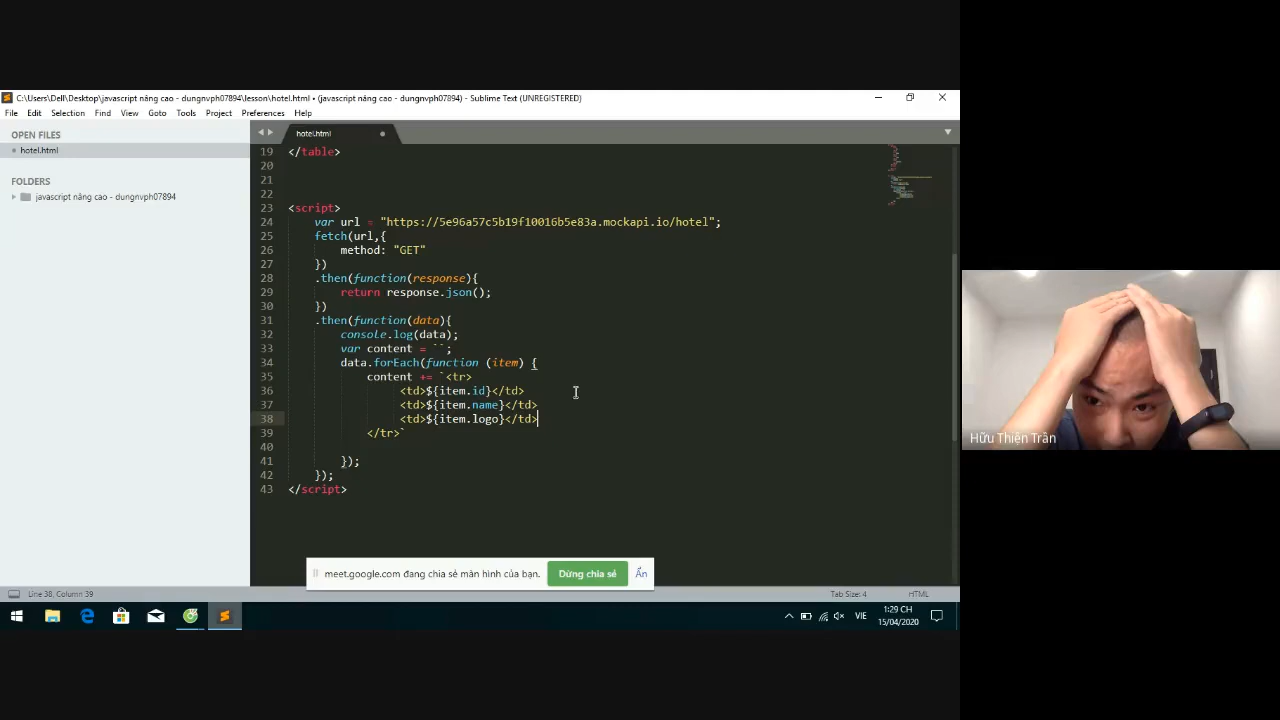 C:\Users\Dell\Desktop\javascript nâng cao - dungnvph07894\lesson\hotel.html • (javascript nâng cao - dungnvph07894) - Sublime Text (UNREGISTERED)
File Edit Selection Find View Goto Tools Project Preferences Help
OPEN FILES
hotel.html
FOLDERS
javascript nâng cao - dungnvph07894
hotel.html
19 </table>
20
21
22
23 <script>
24 var url = "https://5e96a57c5b19f10016b5e83a.mockapi.io/hotel";
25 fetch(url,{
26 method: "GET"
27 })
28 .then(function(response){
29 return response.json();
30 })
31 .then(function(data){
32 console.log(data);
33 var content = ``;
34 data.forEach(function (item) {
35 content += `<tr>
36 <td>${item.id}</td>
37 <td>${item.name}</td>
38 <td>${item.logo}</td>
39 </tr>`
40
41 });
42 });
43 </script>
Hữu Thiện Trần
meet.google.com đang chia sẻ màn hình của bạn. Dừng chia sẻ Ẩn
Line 38, Column 39 Tab Size: 4 HTML
VIE
1:29 CH
15/04/2020